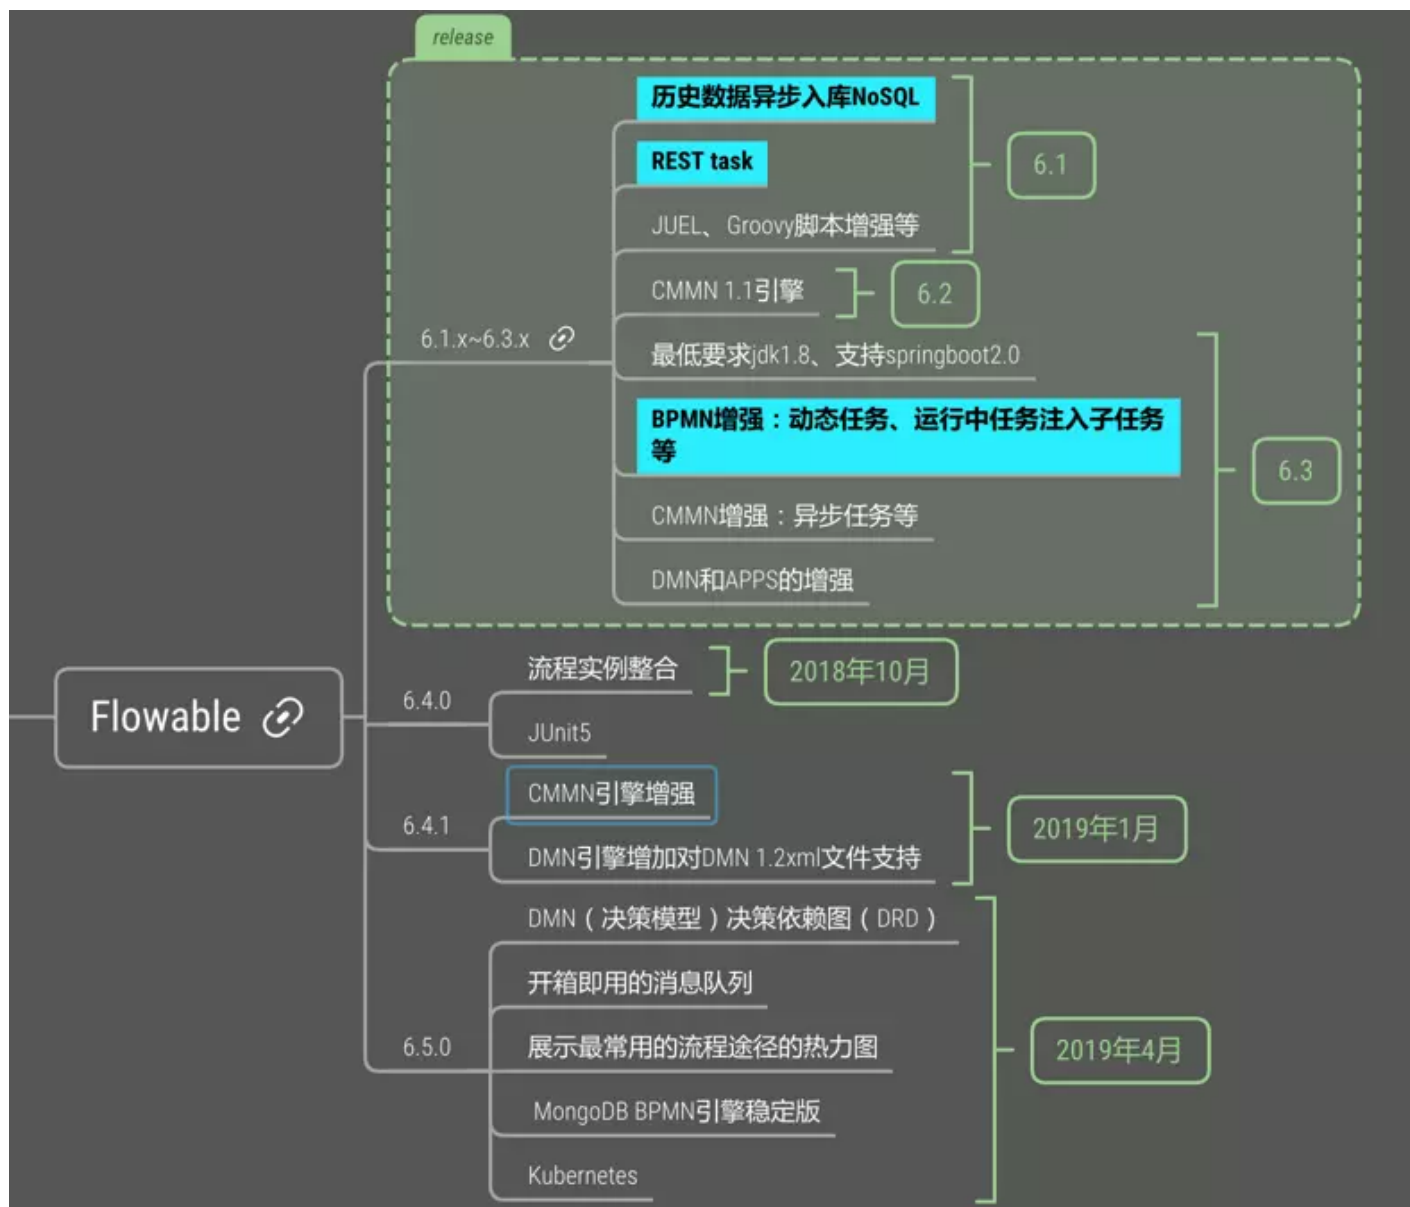 release
历史数据异步入库NoSQL
REST task
6.1
JUEL、Groovy脚本增强等
CMMN 1.1引擎
6.2
6.1.x~6.3.x
最低要求jdk1.8、支持springboot2.0
BPMN增强：动态任务、运行中任务注入子任务
等
6.3
CMMN增强：异步任务等
DMN和APPS的增强
流程实例整合
2018年10月
6.4.0
Flowable
JUnit5
CMMN引擎增强
6.4.1
2019年1月
DMN引擎增加对DMN 1.2xml文件支持
DMN（决策模型）决策依赖图（DRD）
开箱即用的消息队列
6.5.0
展示最常用的流程途径的热力图
2019年4月
MongoDB BPMN引擎稳定版
Kubernetes